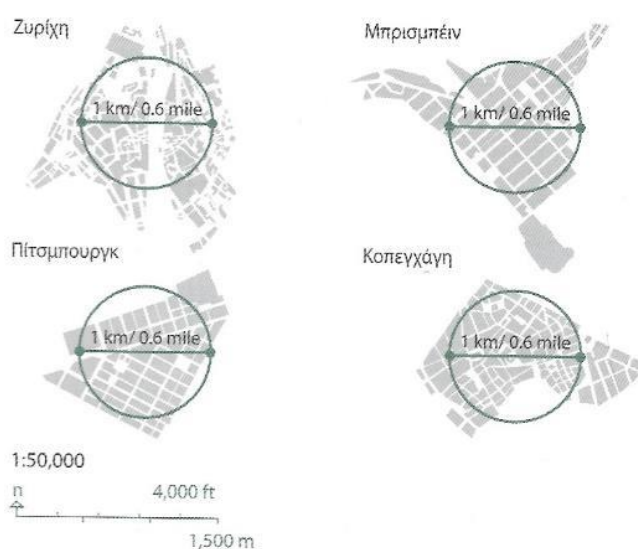 Ζυρίχη
1 km/ 0.6 mile
Μπρισμπέιν
1 km/ 0.6 mile
Πίτσμπουργκ
1 km/ 0.6 mile
Κοπεγχάγη
1 km/ 0.6 mile
1:50,000
n
4,000 ft
1,500 m